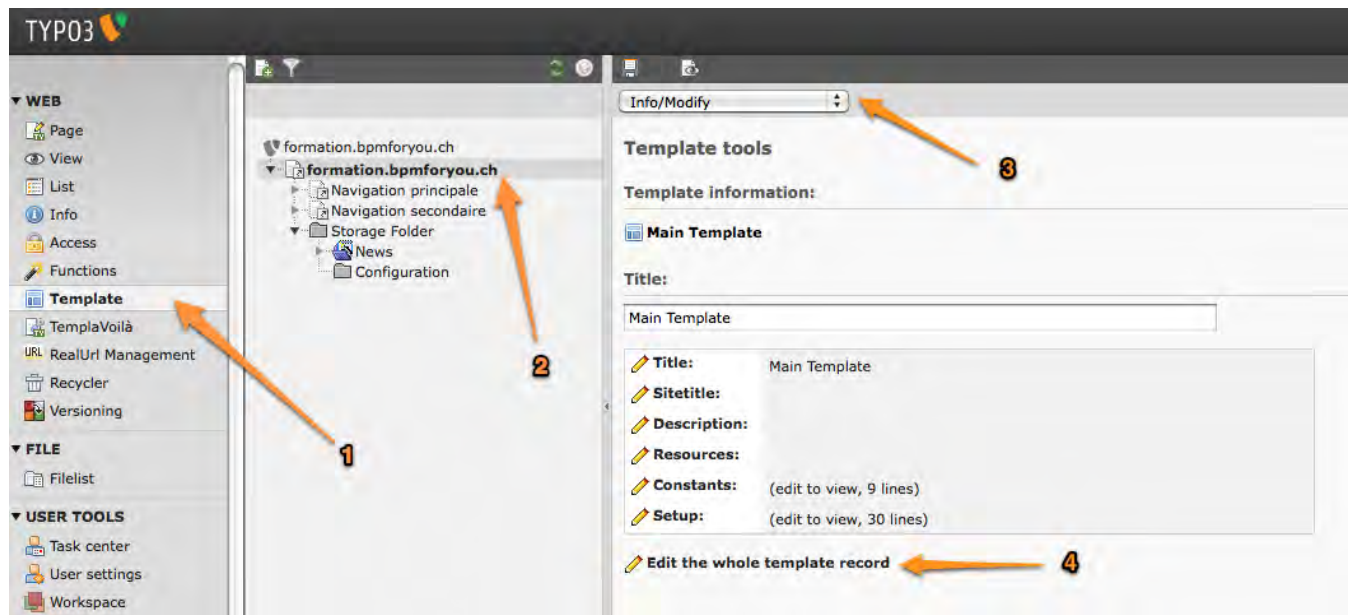 TYPO3
WEB
Page
View
List
Info
Access
Functions
Template
TemplaVoilà
URL RealUrl Management
Recycler
Versioning
FILE
Filelist
USER TOOLS
Task center
User settings
Workspace
1
formation.bpmforyou.ch
formation.bpmforyou.ch
Navigation principale
Navigation secondaire
Storage Folder
News
Configuration
2
Info/Modify
3
Template tools
Template information:
Main Template
Title:
Main Template
Title: Main Template
Sitetitle:
Description:
Resources:
Constants: (edit to view, 9 lines)
Setup: (edit to view, 30 lines)
Edit the whole template record
4